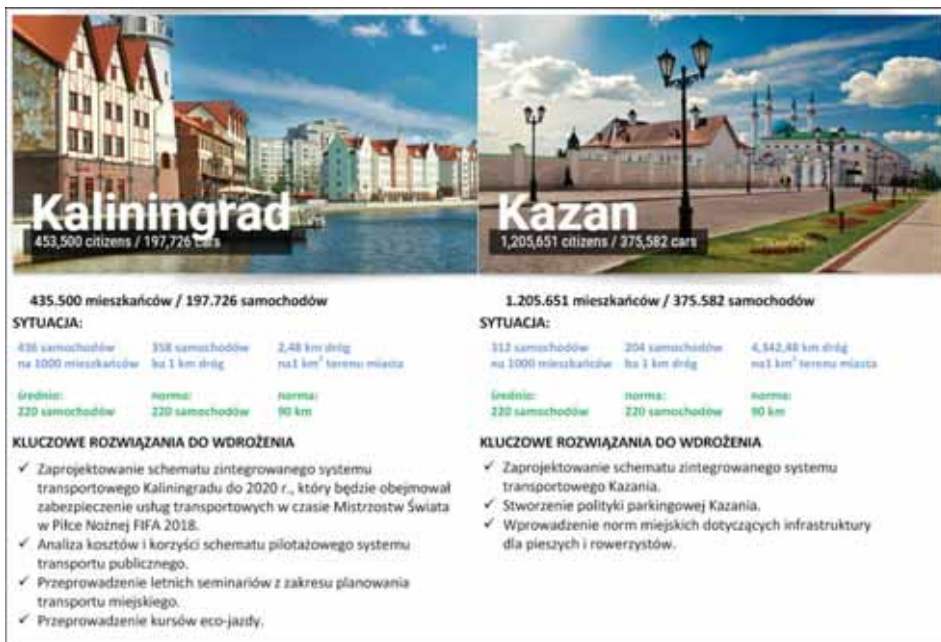 Kaliningrad
453,500 citizens / 197,726 cars
435.500 mieszkańców / 197.726 samochodów
SYTUACJA:
436 samochodów
na 1000 mieszkańców
358 samochodów
ba 1 km dróg
2,48 km dróg
na1 km² terenu miasta
średnio:
220 samochodów
norma:
220 samochodów
norma:
90 km
KLUCZOWE ROZWIĄZANIA DO WDROŻENIA
✓ Zaprojektowanie schematu zintegrowanego systemu
transportowego Kaliningradu do 2020 r., który będzie obejmował
zabezpieczenie usług transportowych w czasie Mistrzostw Świata
w Piłce Nożnej FIFA 2018.
✓ Analiza kosztów i korzyści schematu pilotażowego systemu
transportu publicznego.
✓ Przeprowadzenie letnich seminariów z zakresu planowania
transportu miejskiego.
✓ Przeprowadzenie kursów eco-jazdy.
Kazan
1,205,651 citizens / 375,582 cars
1.205.651 mieszkańców / 375.582 samochodów
SYTUACJA:
312 samochodów
na 1000 mieszkańców
204 samochodów
ba 1 km dróg
4,342,48 km dróg
na1 km² terenu miasta
średnio:
220 samochodów
norma:
220 samochodów
norma:
90 km
KLUCZOWE ROZWIĄZANIA DO WDROŻENIA
✓ Zaprojektowanie schematu zintegrowanego systemu
transportowego Kazania.
✓ Stworzenie polityki parkingowej Kazania.
✓ Wprowadzenie norm miejskich dotyczących infrastruktury
dla pieszych i rowerzystów.